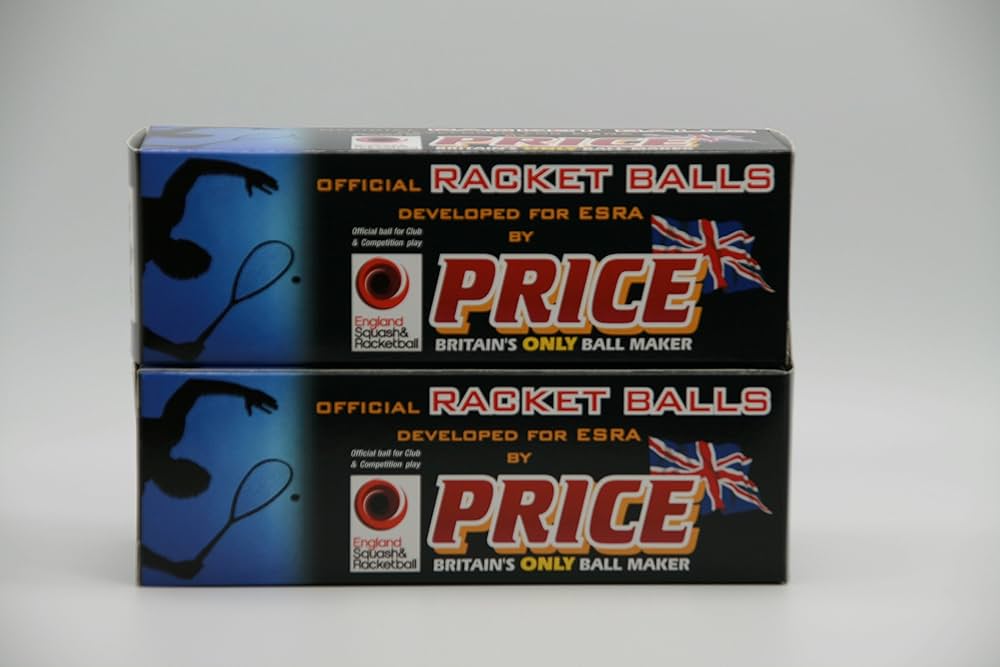 PRICE
OFFICIAL RACKET BALLS
DEVELOPED FOR ESRA
BY
Official ball for Club
& Competition play
PRICE
England
Squash&
Racketball
BRITAIN'S ONLY BALL MAKER
OFFICIAL RACKET BALLS
DEVELOPED FOR ESRA
BY
Official ball for Club
& Competition play
PRICE
England
Squash&
Racketball
BRITAIN'S ONLY BALL MAKER